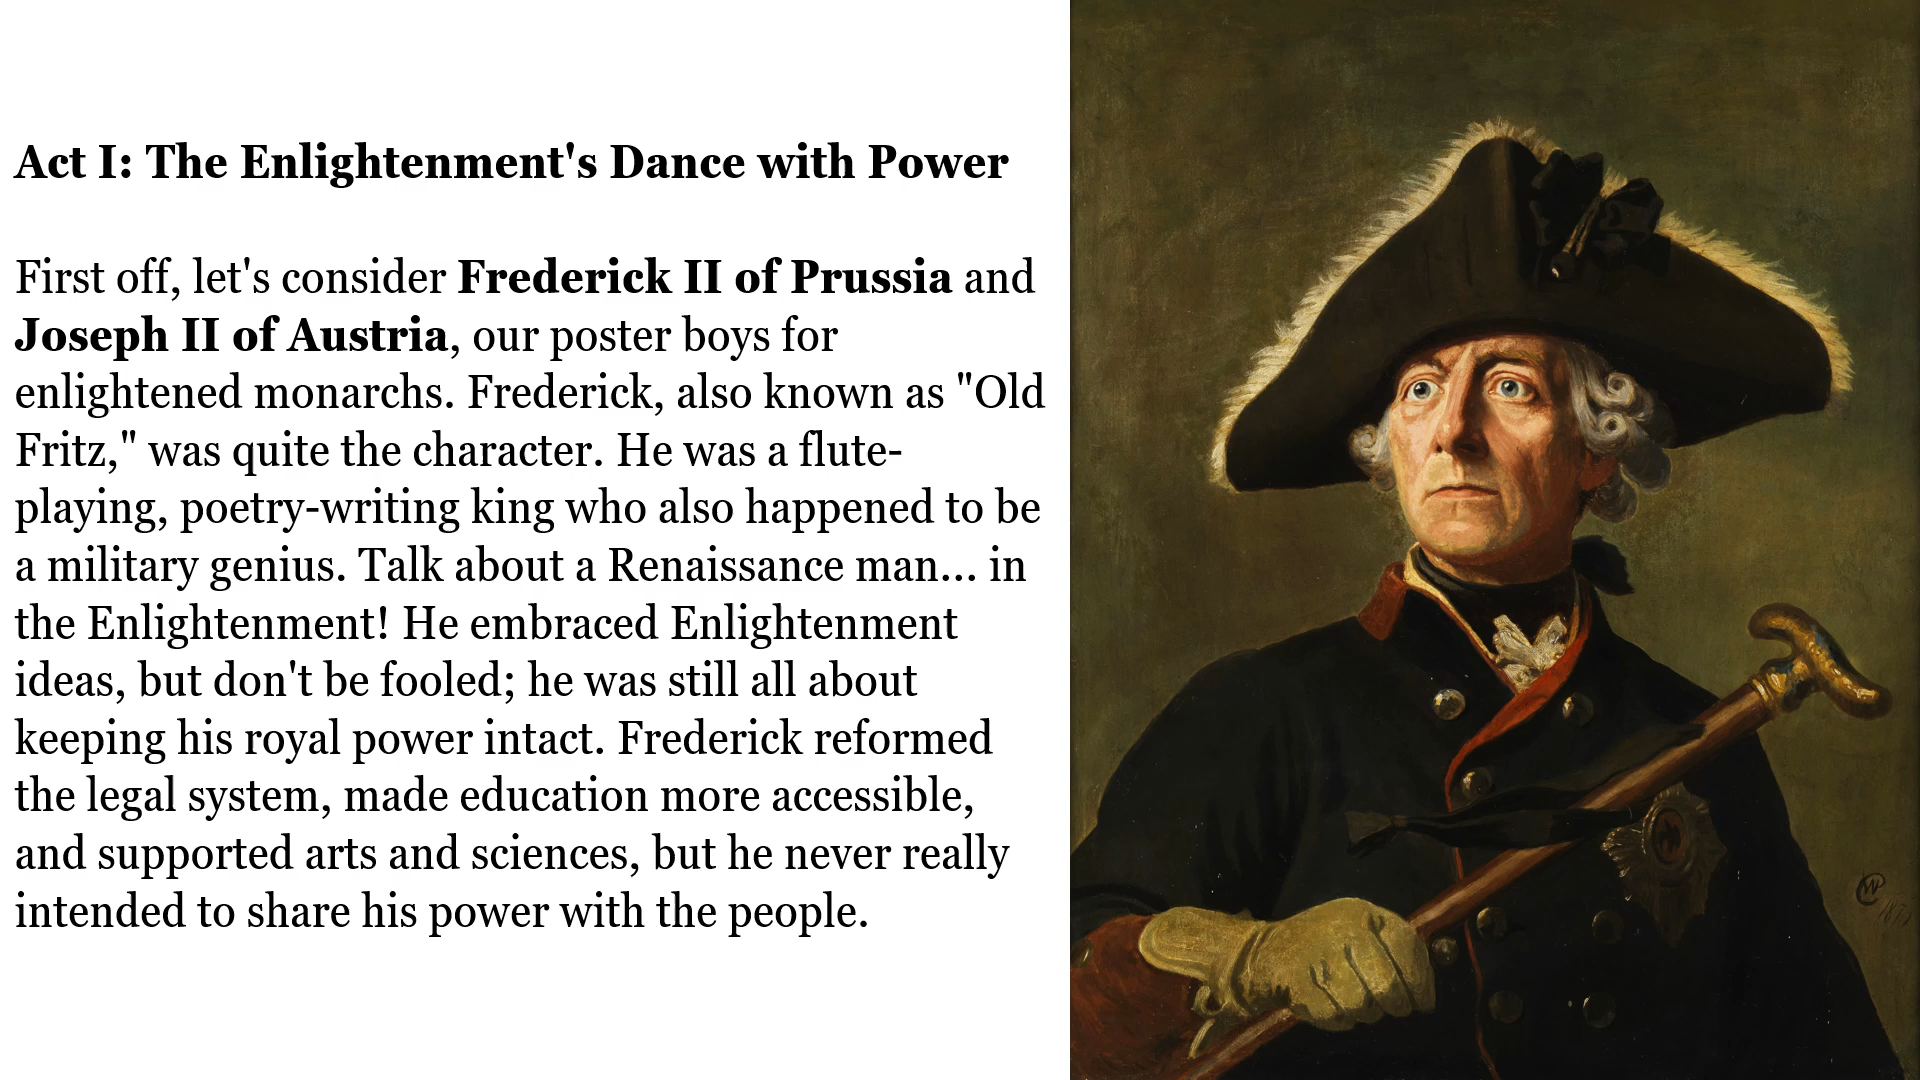 Act I: The Enlightenment's Dance with Power
First off, let's consider Frederick II of Prussia and
Joseph II of Austria, our poster boys for
enlightened monarchs. Frederick, also known as "Old
Fritz," was quite the character. He was a flute-
playing, poetry-writing king who also happened to be
a military genius. Talk about a Renaissance man... in
the Enlightenment! He embraced Enlightenment
ideas, but don't be fooled; he was still all about
keeping his royal power intact. Frederick reformed
the legal system, made education more accessible,
and supported arts and sciences, but he never really
intended to share his power with the people.